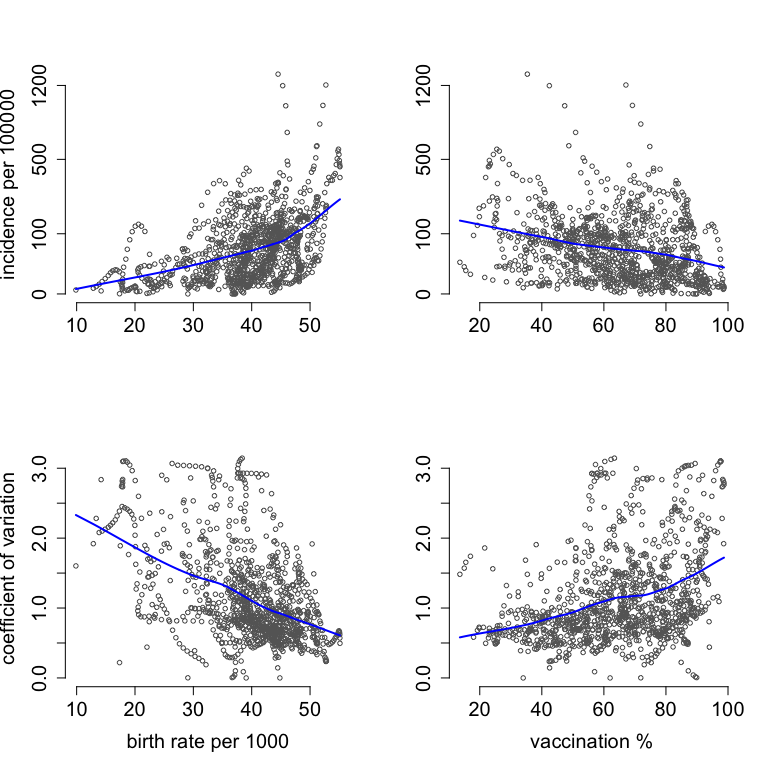 incidence per 100000
0 100 500 1200
10 20 30 40 50
0 100 500 1200
20 40 60 80 100
coefficient of variation
0.0 1.0 2.0 3.0
10 20 30 40 50
birth rate per 1000
0.0 1.0 2.0 3.0
20 40 60 80 100
vaccination %